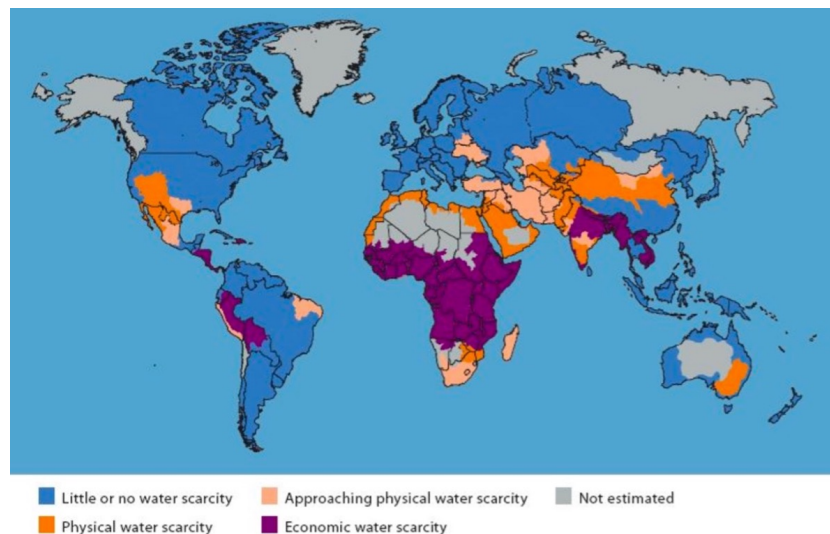 Little or no water scarcity
Approaching physical water scarcity
Not estimated
Physical water scarcity
Economic water scarcity